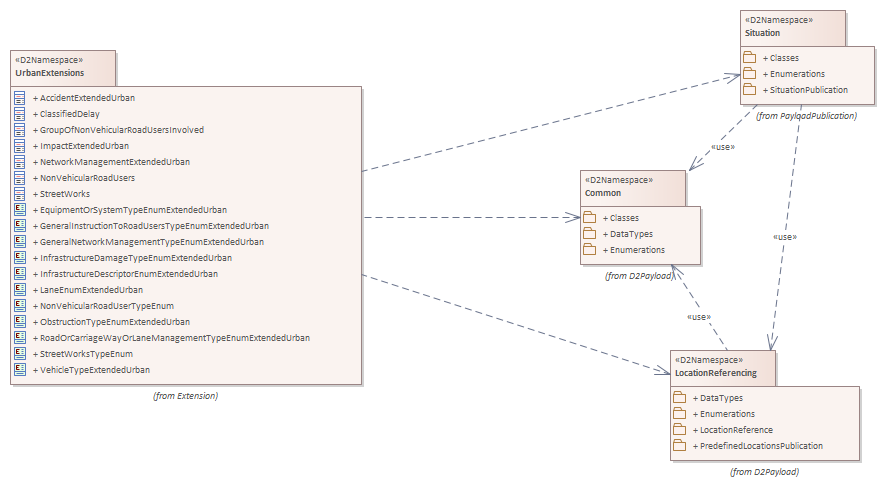 «D2Namespace»
UrbanExtensions
+ AccidentExtendedUrban
+ ClassifiedDelay
+ GroupOfNonVehicularRoadUsersInvolved
+ ImpactExtendedUrban
+ NetworkManagementExtendedUrban
+ NonVehicularRoadUsers
+ StreetWorks
+ EquipmentOrSystemTypeEnumExtendedUrban
+ GeneralInstructionToRoadUsersTypeEnumExtendedUrban
+ GeneralNetworkManagementTypeEnumExtendedUrban
+ InfrastructureDamageTypeEnumExtendedUrban
+ InfrastructureDescriptorEnumExtendedUrban
+ LaneEnumExtendedUrban
+ NonVehicularRoadUserTypeEnum
+ ObstructionTypeEnumExtendedUrban
+ RoadOrCarriageWayOrLaneManagementTypeEnumExtendedUrban
+ StreetWorksTypeEnum
+ VehicleTypeExtendedUrban
(from Extension)
«D2Namespace»
Situation
+ Classes
+ Enumerations
+ SituationPublication
(from PayloadPublication)
«use»
«D2Namespace»
Common
+ Classes
+ DataTypes
+ Enumerations
(from D2Payload)
«use»
«use»
«D2Namespace»
LocationReferencing
+ DataTypes
+ Enumerations
+ LocationReference
+ PredefinedLocationsPublication
(from D2Payload)